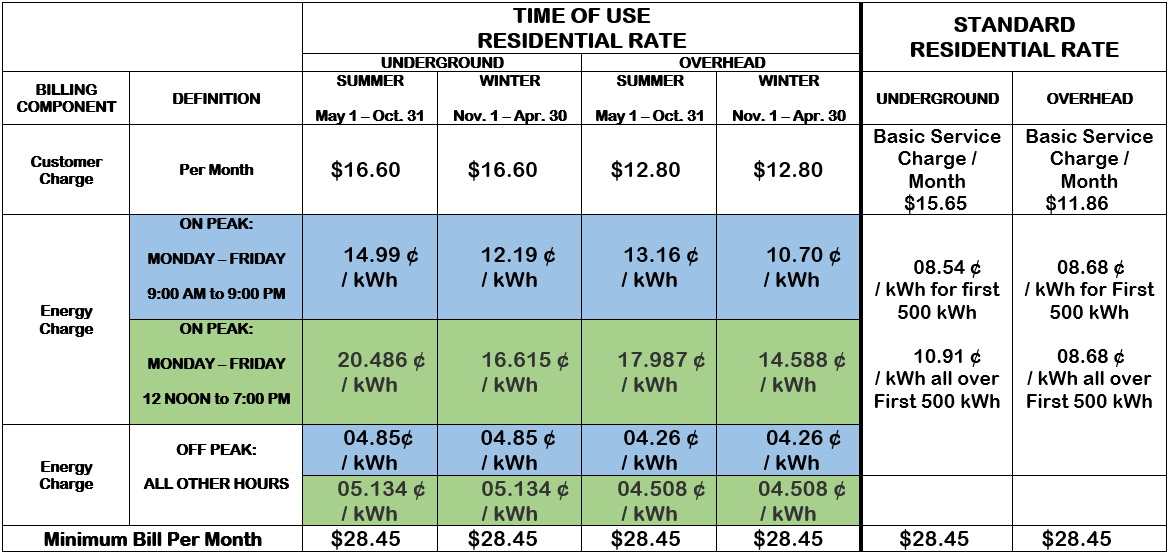 TIME OF USE
RESIDENTIAL RATE
STANDARD
RESIDENTIAL RATE
UNDERGROUND
OVERHEAD
BILLING
COMPONENT
DEFINITION
SUMMER
May 1 – Oct. 31
WINTER
Nov. 1 – Apr. 30
SUMMER
May 1 – Oct. 31
WINTER
Nov. 1 – Apr. 30
UNDERGROUND
OVERHEAD
Customer
Charge
Per Month
$16.60
$16.60
$12.80
$12.80
Basic Service
Charge /
Month
$15.65
Basic Service
Charge /
Month
$11.86
Energy
Charge
ON PEAK:
MONDAY – FRIDAY
9:00 AM to 9:00 PM
14.99 ¢
/ kWh
12.19 ¢
/ kWh
13.16 ¢
/ kWh
10.70 ¢
/ kWh
08.54 ¢
/ kWh for first
500 kWh
10.91 ¢
/ kWh all over
First 500 kWh
08.68 ¢
/ kWh for First
500 kWh
08.68 ¢
/ kWh all over
First 500 kWh
ON PEAK:
MONDAY – FRIDAY
12 NOON to 7:00 PM
20.486 ¢
/ kWh
16.615 ¢
/ kWh
17.987 ¢
/ kWh
14.588 ¢
/ kWh
Energy
Charge
OFF PEAK:
ALL OTHER HOURS
04.85¢
/ kWh
04.85 ¢
/ kWh
04.26 ¢
/ kWh
04.26 ¢
/ kWh
05.134 ¢
/ kWh
05.134 ¢
/ kWh
04.508 ¢
/ kWh
04.508 ¢
/ kWh
Minimum Bill Per Month
$28.45
$28.45
$28.45
$28.45
$28.45
$28.45